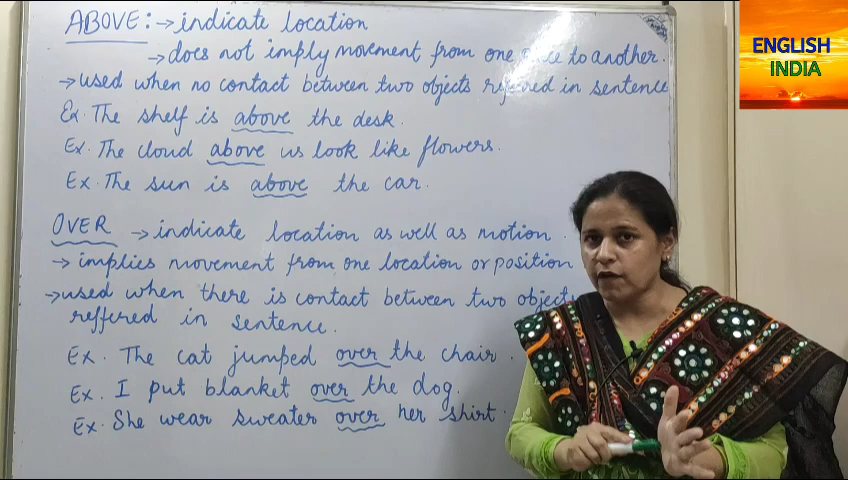 ABOVE: → indicate location
→ does not imply movement from one place to another.
→ used when no contact between two objects reffered in sentence
Ex. The shelf is above the desk.
Ex. The cloud above us look like flowers.
Ex. The sun is above the car.
OVER → indicate location as well as motion
→ implies movement from one location or position
→ used when there is contact between two objects
reffered in sentence.
Ex. The cat jumped over the chair.
Ex. I put blanket over the dog.
Ex. She wear sweater over her shirt.
ENGLISH
INDIA